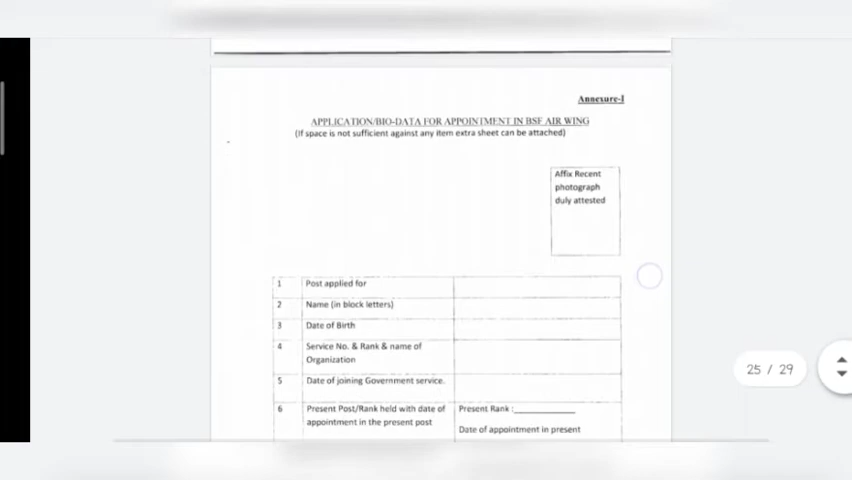 Annexure-I
APPLICATION/BIO-DATA FOR APPOINTMENT IN BSF AIR WING
(If space is not sufficient against any item extra sheet can be attached)
Affix Recent
photograph
duly attested
1 Post applied for
2 Name (in block letters)
3 Date of Birth
4 Service No. & Rank & name of
Organization
5 Date of joining Government service.
6 Present Post/Rank held with date of
appointment in the present post
Present Rank :___________
Date of appointment in present
25 / 29